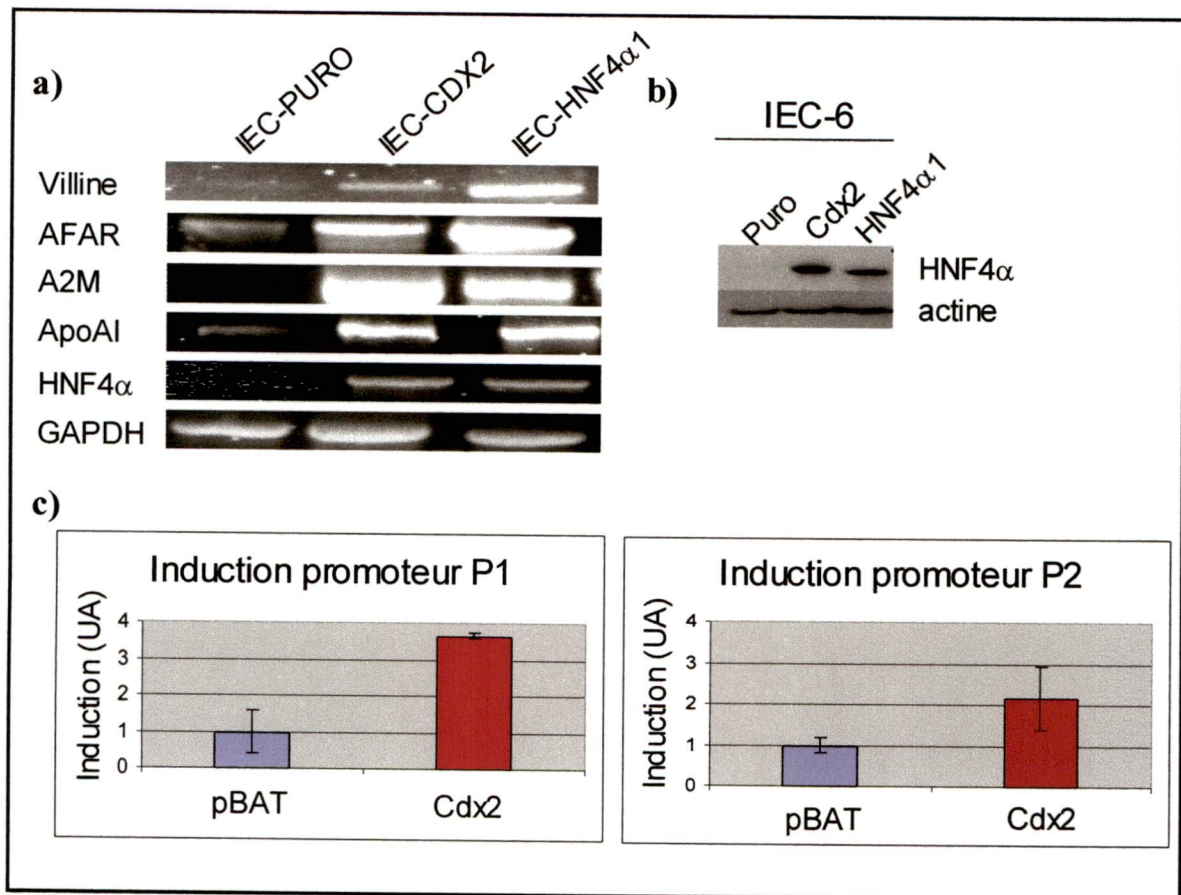 a)
IEC-PURO
IEC-CDX2
IEC-HNF4α1
Villine
AFAR
A2M
ApoAI
HNF4α
GAPDH
b)
IEC-6
Puro
Cdx2
HNF4α1
HNF4α
actine
c)
Induction promoteur P1
Induction (UA)
4
3
2
1
0
pBAT
Cdx2
Induction promoteur P2
Induction (UA)
4
3
2
1
0
pBAT
Cdx2